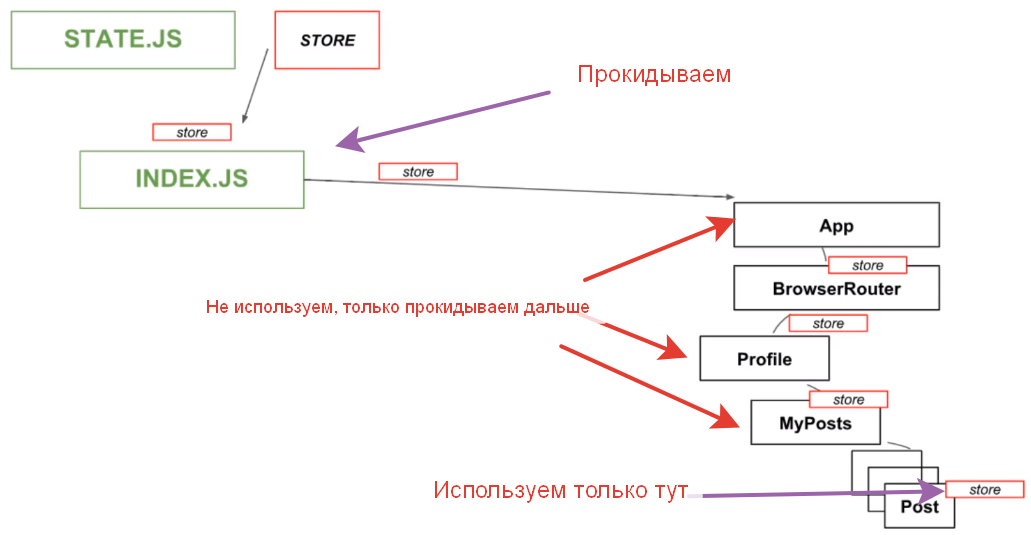 STATE.JS
STORE
Прокидываем
store
INDEX.JS
store
App
store
BrowserRouter
Не используем, только прокидываем дальше
store
Profile
store
MyPosts
Используем только тут
store
Post